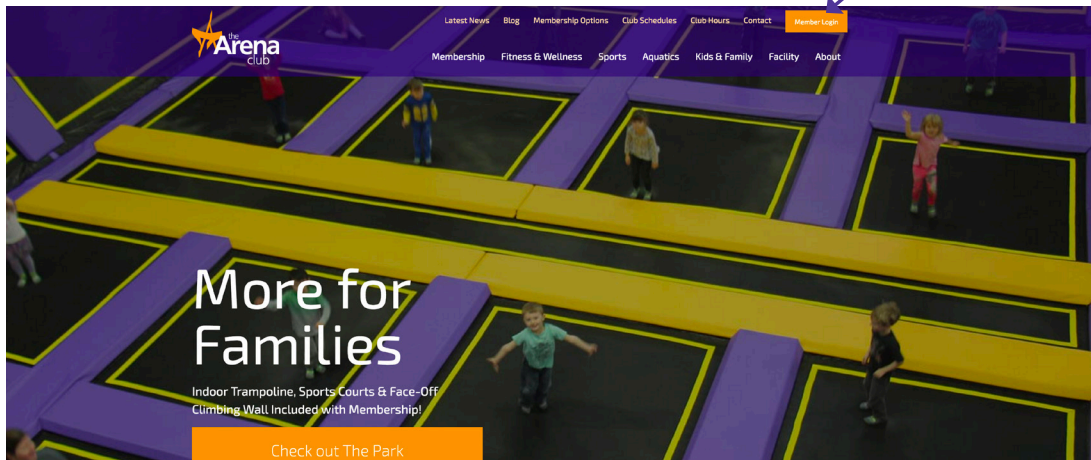 Latest News Blog Membership Options Club Schedules Club Hours Contact Member Login
the
Arena
club
Membership Fitness & Wellness Sports Aquatics Kids & Family Facility About
More for
Families
Indoor Trampoline, Sports Courts & Face-Off
Climbing Wall Included with Membership!
Check out The Park